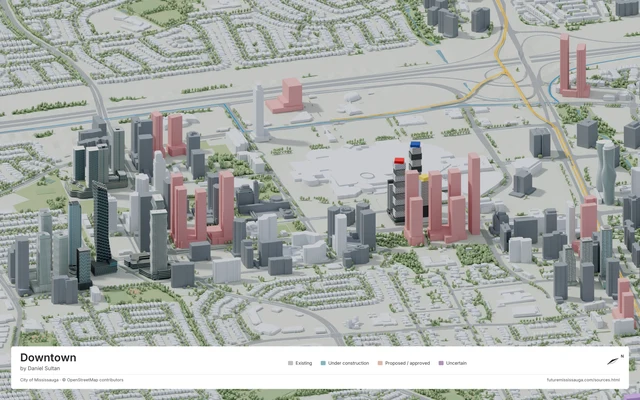 Downtown
by Daniel Sultan
Existing
Under construction
Proposed / approved
Uncertain
N
City of Mississauga · © OpenStreetMap contributors
futuremississauga.com/sources.html